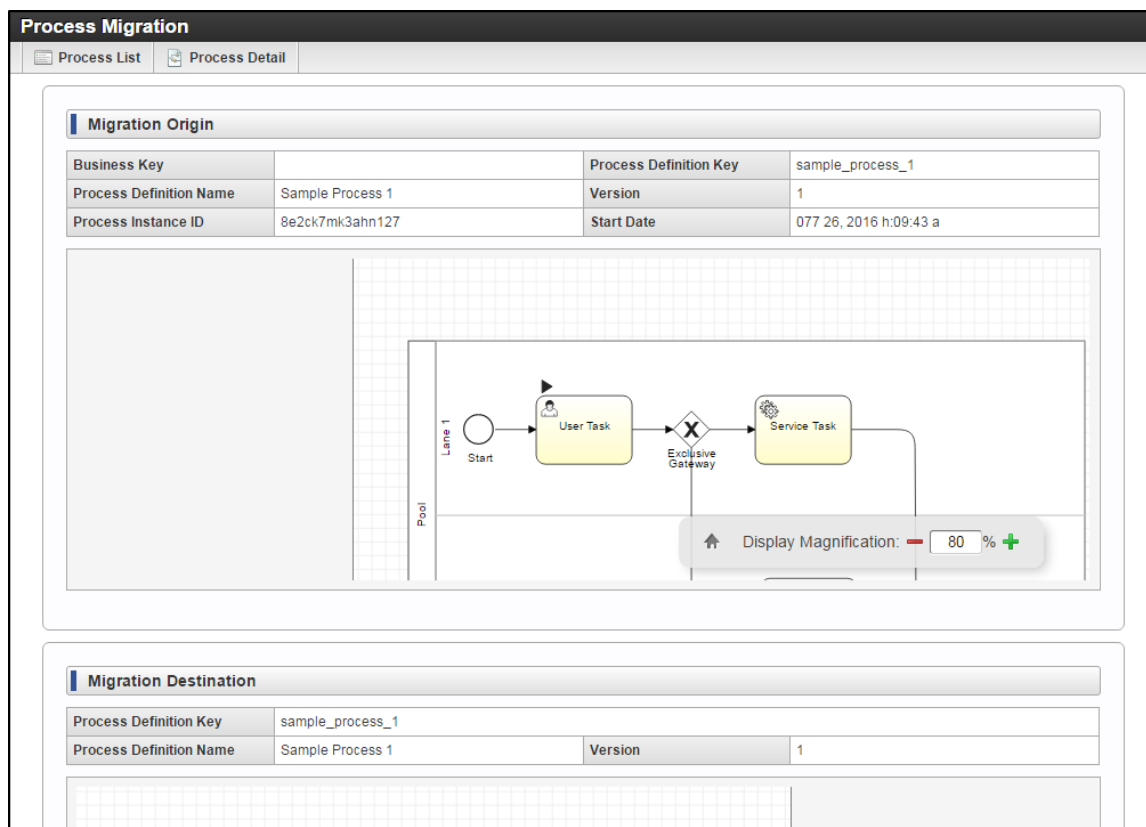 Process Migration
Process List Process Detail
Migration Origin
Business Key Process Definition Key sample_process_1
Process Definition Name Sample Process 1 Version 1
Process Instance ID 8e2ck7mk3ahn127 Start Date 077 26, 2016 h:09:43 a
Pool
Lane 1
Start
User Task
X
Exclusive
Gateway
Service Task
Display Magnification: 80 %
Migration Destination
Process Definition Key sample_process_1
Process Definition Name Sample Process 1 Version 1